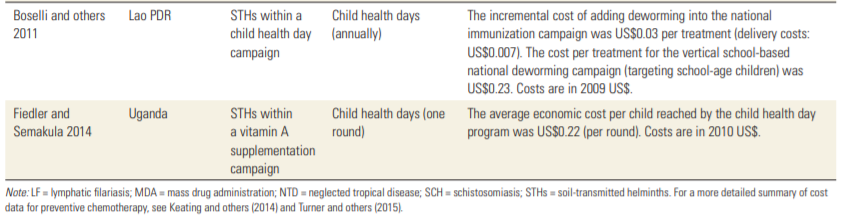 Boselli and others 2011 Lao PDR STHs within a child health day campaign Child health days (annually) The incremental cost of adding deworming into the national immunization campaign was US$0.03 per treatment (delivery costs: US$0.007). The cost per treatment for the vertical school-based national deworming campaign (targeting school-age children) was US$0.23. Costs are in 2009 US$.
Fiedler and Semakula 2014 Uganda STHs within a vitamin A supplementation campaign Child health days (one round) The average economic cost per child reached by the child health day program was US$0.22 (per round). Costs are in 2010 US$.
Note: LF = lymphatic filariasis; MDA = mass drug administration; NTD = neglected tropical disease; SCH = schistosomiasis; STHs = soil-transmitted helminths. For a more detailed summary of cost
data for preventive chemotherapy, see Keating and others (2014) and Turner and others (2015).